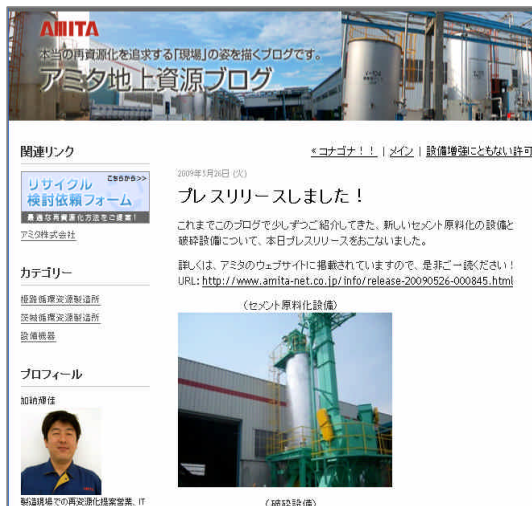 AMITA
本当の再資源化を追求する「現場」の姿を描くブログです。
アミタ地上資源ブログ
«コナゴナ!! | メイン | 設備増強にともない許可
2009年5月26日 (火)
プレスリリースしました!
これまでこのブログで少しずつご紹介してきた、新しいセメント原料化の設備と
破砕設備について、本日プレスリリースをおこないました。
詳しくは、アミタのウェブサイトに掲載されていますので、是非ご一読ください!
URL: http://www.amita-net.co.jp/info/release-20090526-000845.html
(セメント原料化設備)
(破砕設備)
関連リンク
こちらから>>
リサイクル
検討依頼フォーム
最適な再資源化方法をご提案!
アミタ株式会社
カテゴリー
姫路循環資源製造所
茨城循環資源製造所
設備機器
プロフィール
加納輝佳
製造現場での再資源化提案営業、IT